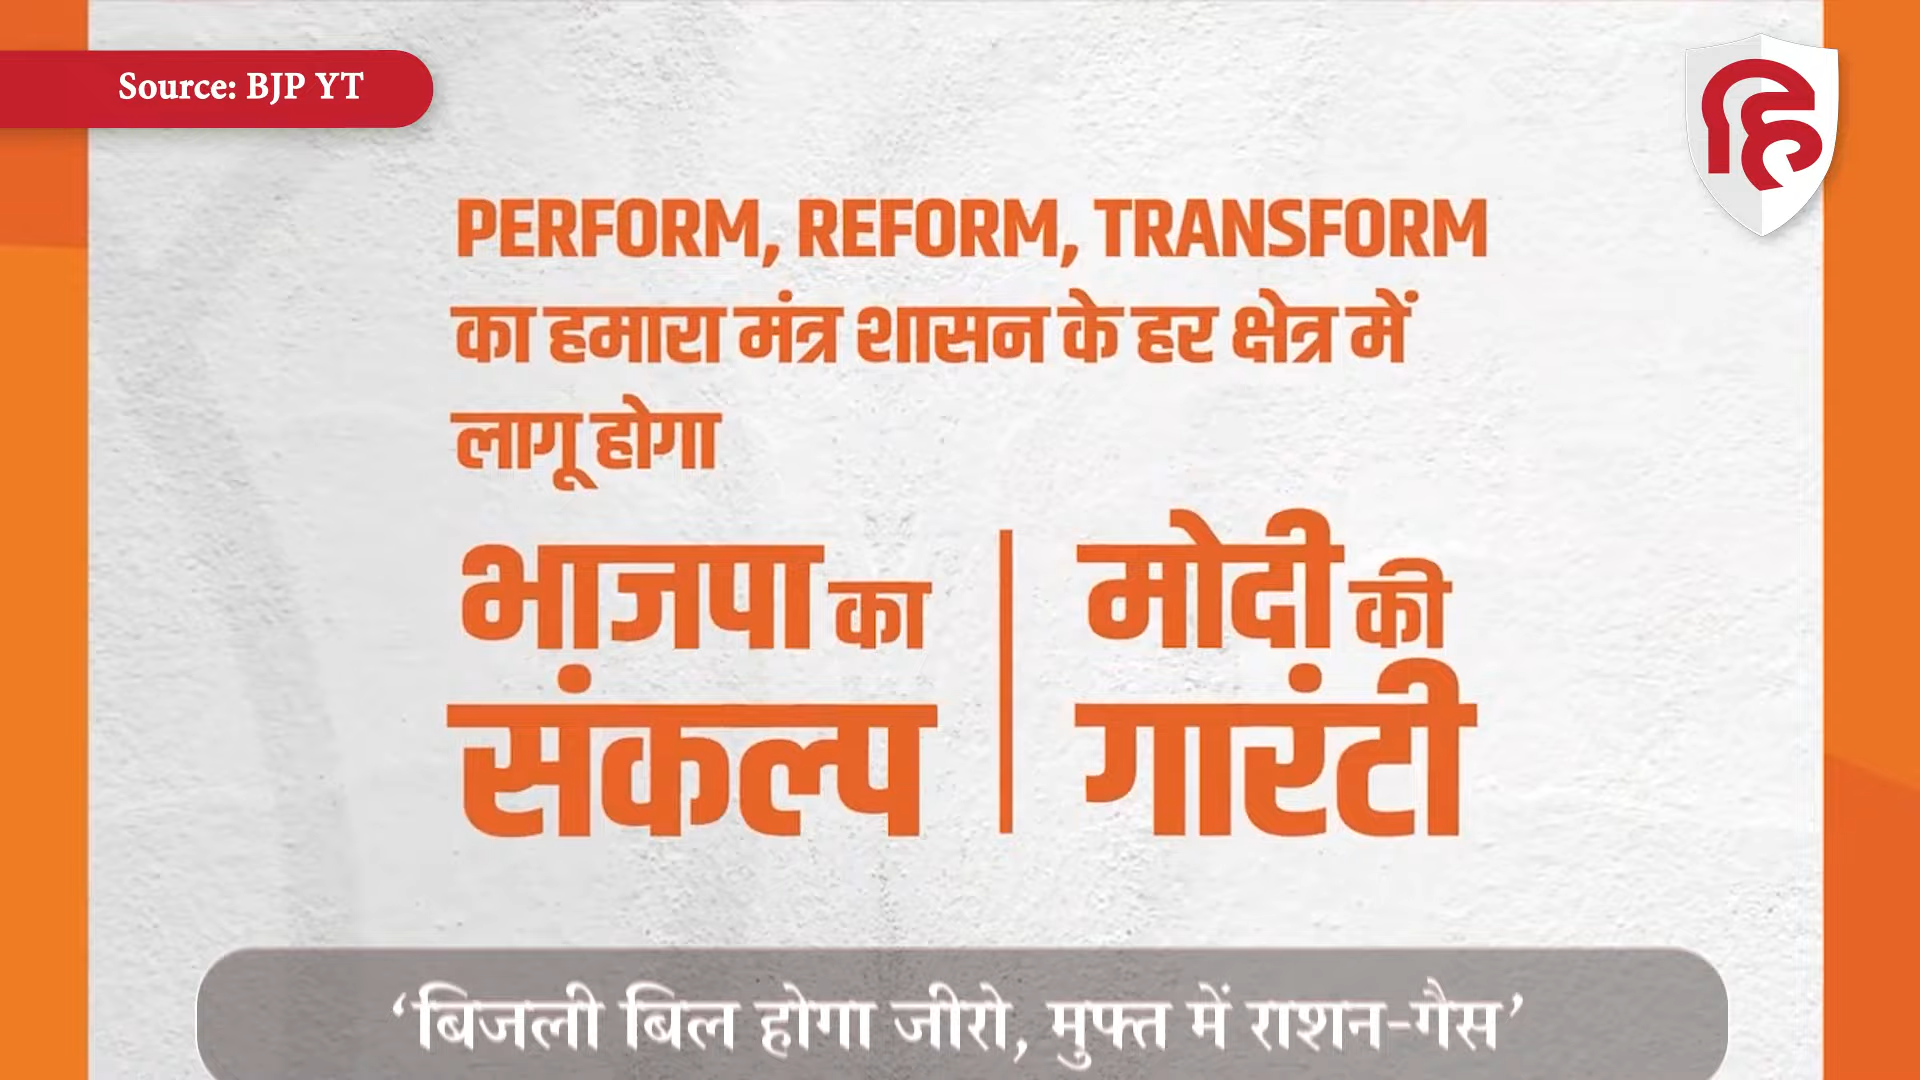 Source: BJP YT
हि
PERFORM, REFORM, TRANSFORM
का हमारा मंत्र शासन के हर क्षेत्र में
लागू होगा
भाजपा का
संकल्प
मोदी की
गारंटी
‘बिजली बिल होगा जीरो, मुफ्त में राशन-गैस’